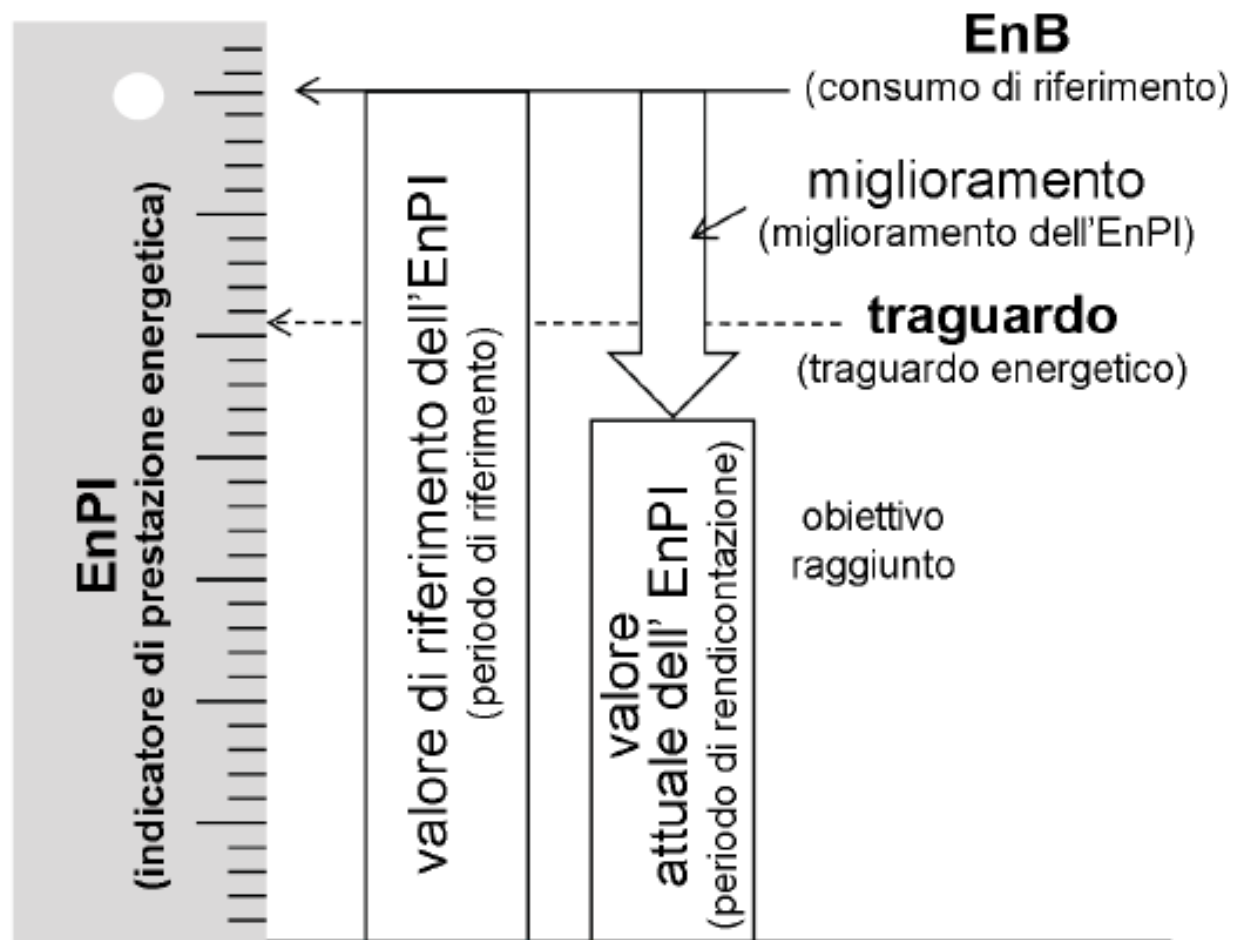 EnB
(consumo di riferimento)
miglioramento
(miglioramento dell'EnPI)
traguardo
(traguardo energetico)
obiettivo
raggiunto
EnPI
(indicatore di prestazione energetica)
valore di riferimento dell'EnPI
(periodo di riferimento)
valore
attuale dell' EnPI
(periodo di rendicontazione)